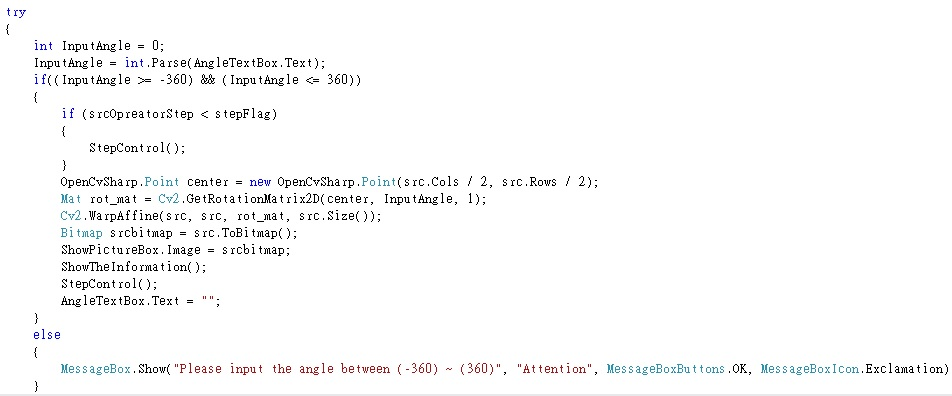 try
{
int InputAngle = 0;
InputAngle = int.Parse(AngleTextBox.Text);
if((InputAngle >= -360) && (InputAngle <= 360))
{
if (srcOpreatorStep < stepFlag)
{
StepControl();
}
OpenCvSharp.Point center = new OpenCvSharp.Point(src.Cols / 2, src.Rows / 2);
Mat rot_mat = Cv2.GetRotationMatrix2D(center, InputAngle, 1);
Cv2.WarpAffine(src, src, rot_mat, src.Size());
Bitmap srcbitmap = src.ToBitmap();
ShowPictureBox.Image = srcbitmap;
ShowTheInformation();
StepControl();
AngleTextBox.Text = "";
}
else
{
MessageBox.Show("Please input the angle between (-360) ~ (360)", "Attention", MessageBoxButtons.OK, MessageBoxIcon.Exclamation)
}